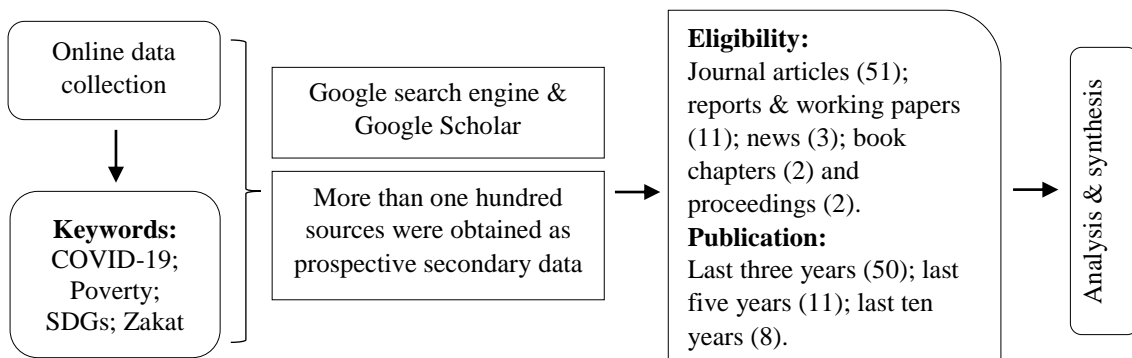 Online data
collection
Keywords:
COVID-19;
Poverty;
SDGs; Zakat
Google search engine &
Google Scholar
More than one hundred
sources were obtained as
prospective secondary data
Eligibility:
Journal articles (51);
reports & working papers
(11); news (3); book
chapters (2) and
proceedings (2).
Publication:
Last three years (50); last
five years (11); last ten
years (8).
Analysis & synthesis